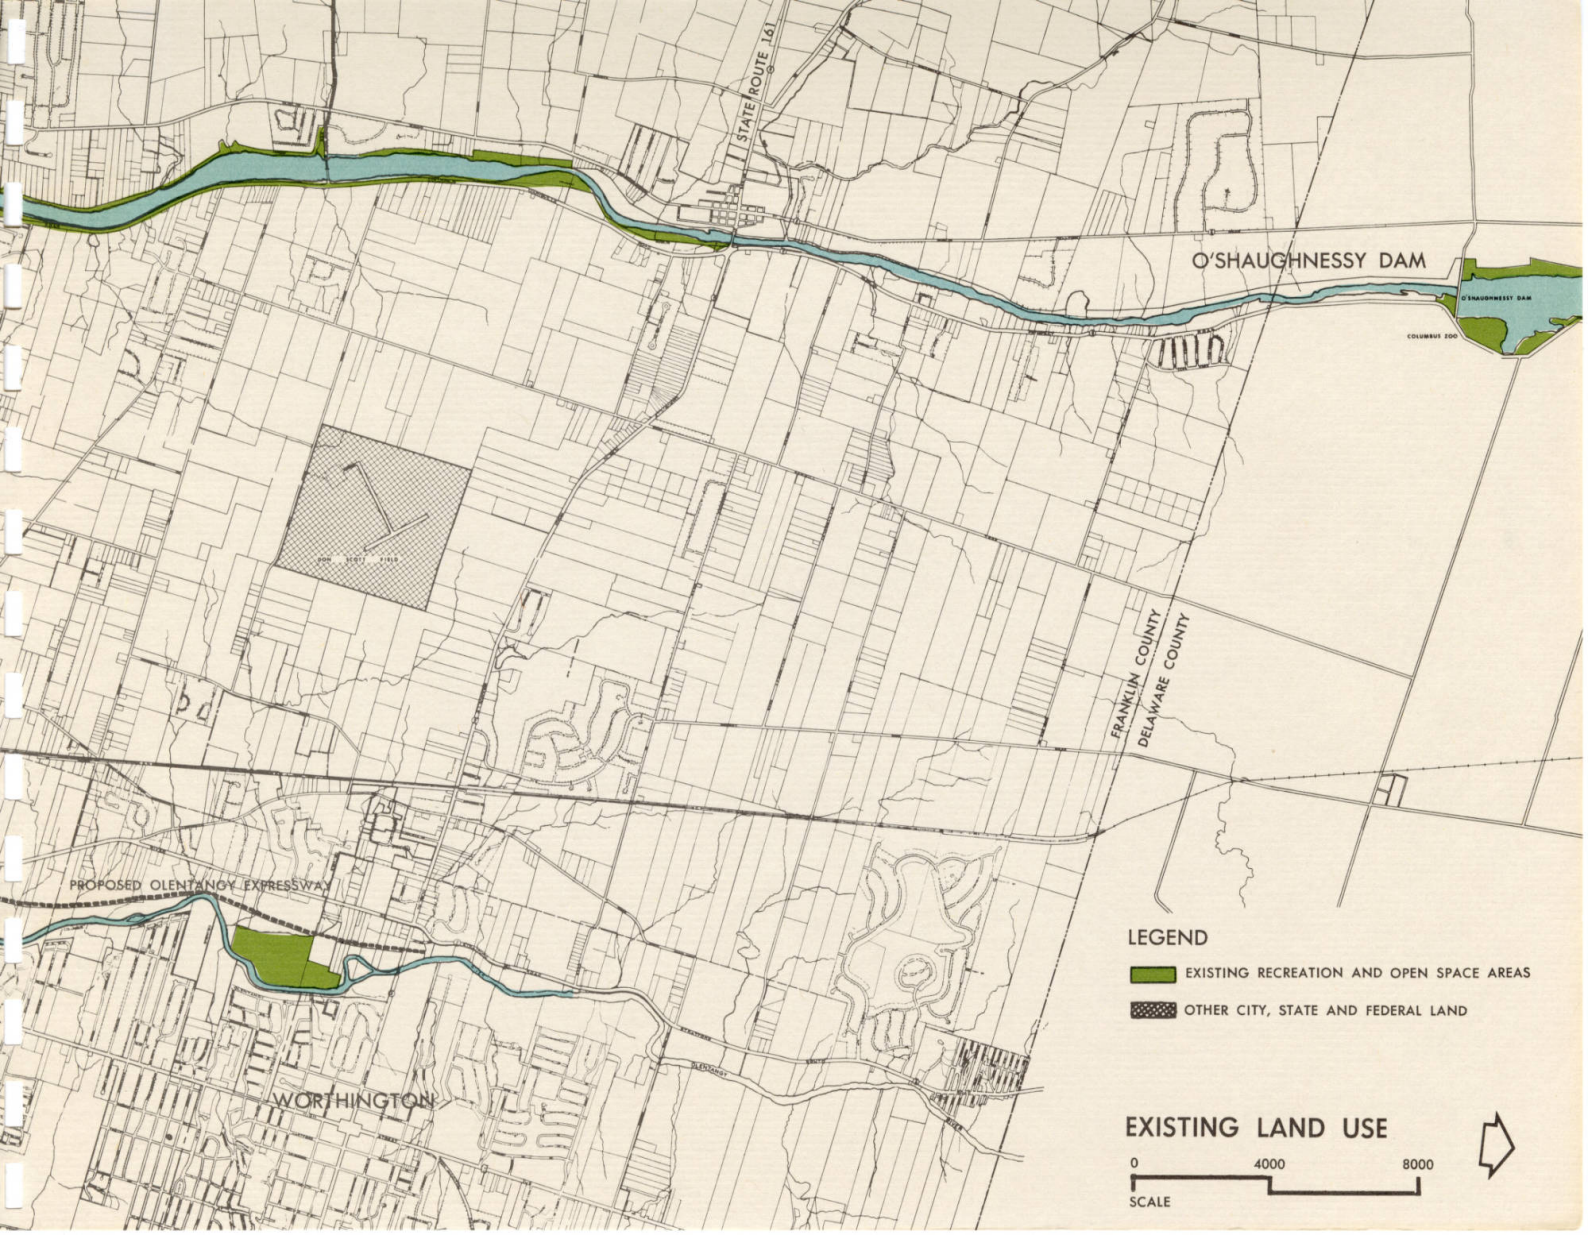 STATE ROUTE 161
O'SHAUGHNESSY DAM
O'SHAUGHNESSY DAM
COLUMBUS ZOO
DON SCOTT FIELD
FRANKLIN COUNTY
DELAWARE COUNTY
PROPOSED OLENTANGY EXPRESSWAY
LEGEND
EXISTING RECREATION AND OPEN SPACE AREAS
OTHER CITY, STATE AND FEDERAL LAND
OLENTANGY
RIVER
WORTHINGTON
EXISTING LAND USE
0 4000 8000
SCALE